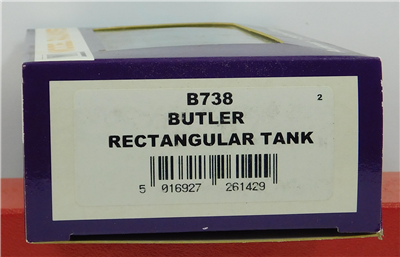 B738
2
BUTLER
RECTANGULAR TANK
5 016927 261429